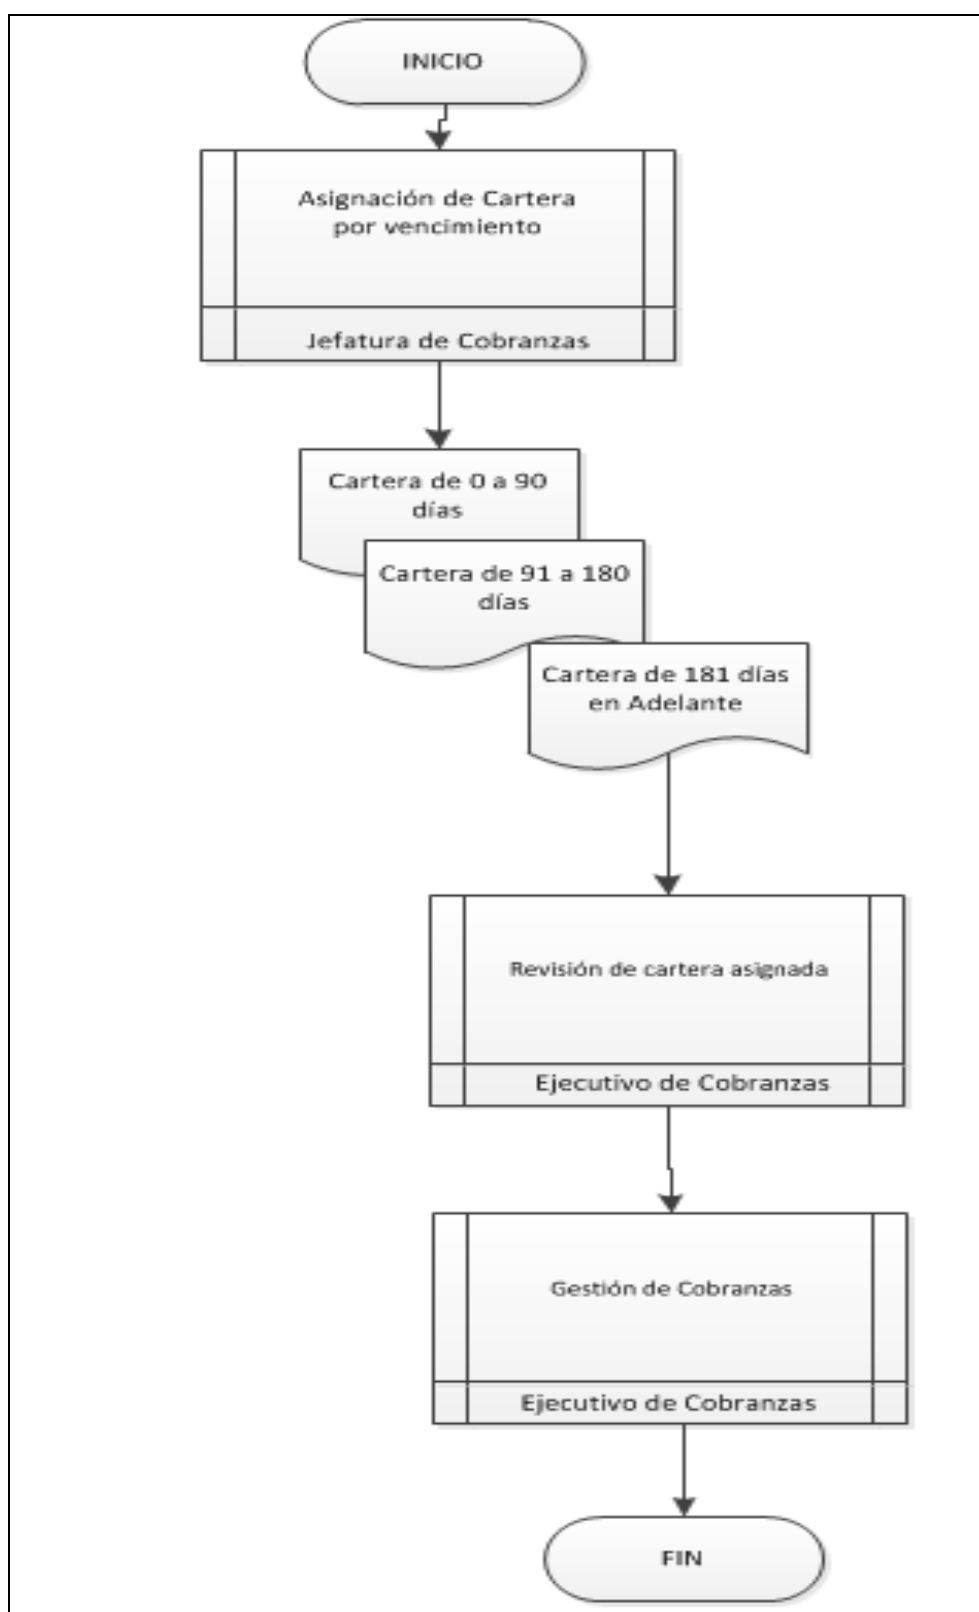 INICIO
Asignación de Cartera
por vencimiento
Jefatura de Cobranzas
Cartera de 0 a 90
días
Cartera de 91 a 180
días
Cartera de 181 días
en Adelante
Revisión de cartera asignada
Ejecutivo de Cobranzas
Gestión de Cobranzas
Ejecutivo de Cobranzas
FIN